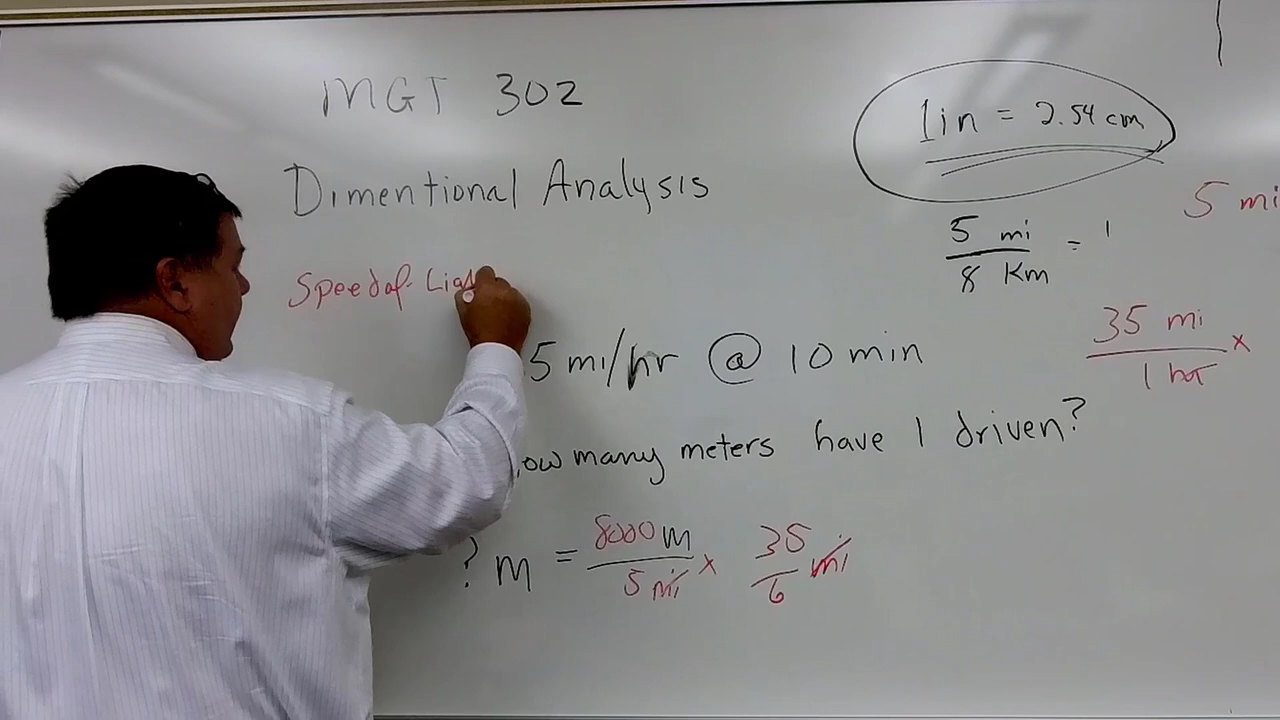 MGT 302
1in = 2.54 cm
Dimentional Analysis
5 mi
5 mi
8 Km
= 1
Speed of
35 mi
1 hr
x
5 mi/hr @ 10 min
ow many meters have I driven?
? m = 8000 m
5 mi
x
35
6
mi